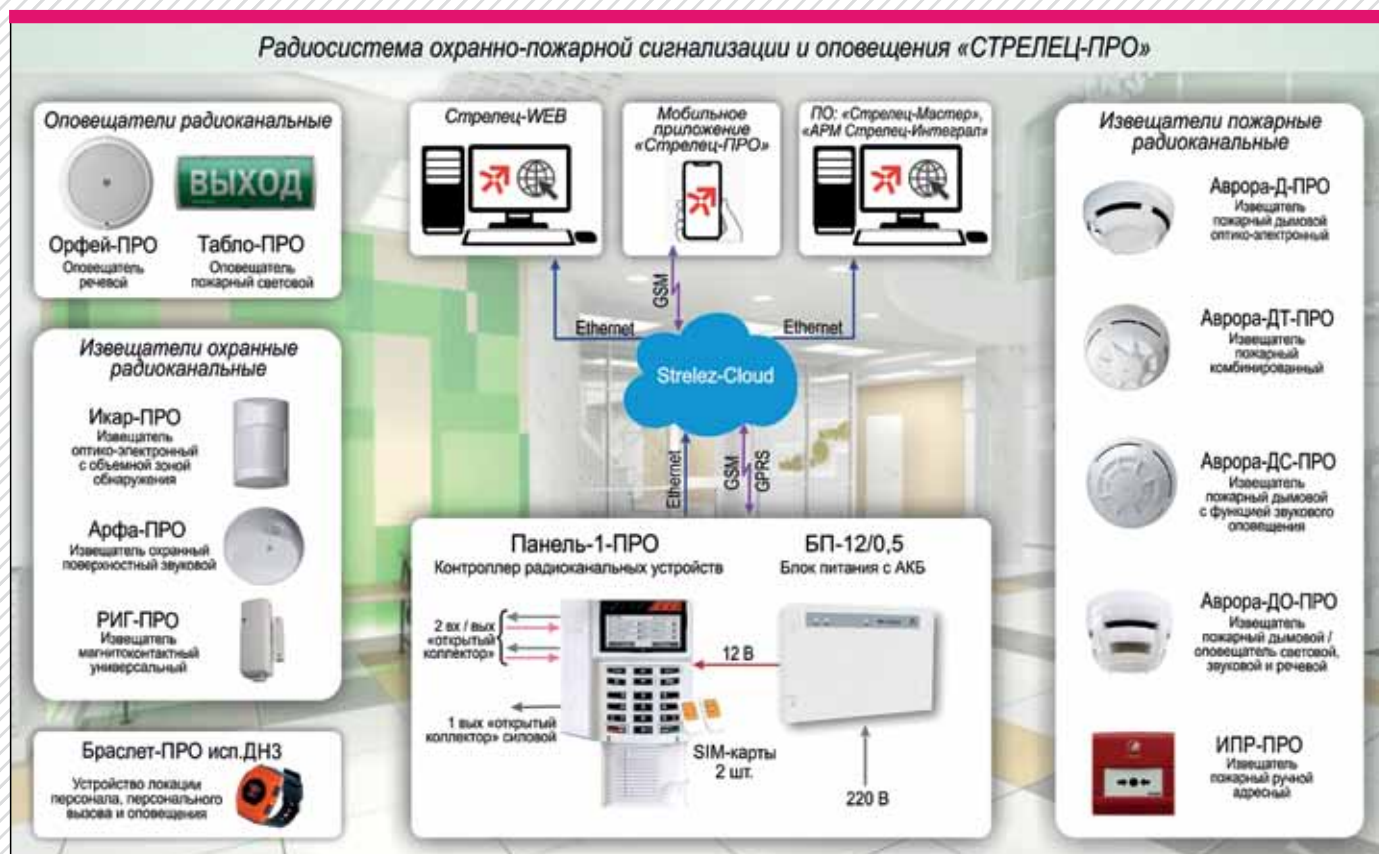 Радиосистема охранно-пожарной сигнализации и оповещения «СТРЕЛЕЦ-ПРО»
Оповещатели радиоканальные
ВЫХОД
Орфей-ПРО
Оповещатель
речевой
Табло-ПРО
Оповещатель
пожарный световой
Извещатели охранные
радиоканальные
Икар-ПРО
Извещатель
оптико-электронный
с объемной зоной
обнаружения
Арфа-ПРО
Извещатель охранный
поверхностный звуковой
РИГ-ПРО
Извещатель
магнитоконтактный
универсальный
Браслет-ПРО исп.ДН3
Устройство локации
персонала, персонального
вызова и оповещения
Стрелец-WEB
Мобильное
приложение
«Стрелец-ПРО»
ПО: «Стрелец-Мастер»,
«АРМ Стрелец-Интеграл»
GSM
Ethernet
Ethernet
Strelez-Cloud
Ethernet
GSM
GPRS
Панель-1-ПРО
Контроллер радиоканальных устройств
БП-12/0,5
Блок питания с АКБ
2 вх / вых
«открытый
коллектор»
12 В
1 вых «открытый
коллектор» силовой
SIM-карты
2 шт.
220 В
Извещатели пожарные
радиоканальные
Аврора-Д-ПРО
Извещатель
пожарный дымовой
оптико-электронный
Аврора-ДТ-ПРО
Извещатель
пожарный
комбинированный
Аврора-ДС-ПРО
Извещатель
пожарный дымовой
с функцией звукового
оповещения
Аврора-ДО-ПРО
Извещатель
пожарный дымовой /
оповещатель световой,
звуковой и речевой
ИПР-ПРО
Извещатель
пожарный ручной
адресный